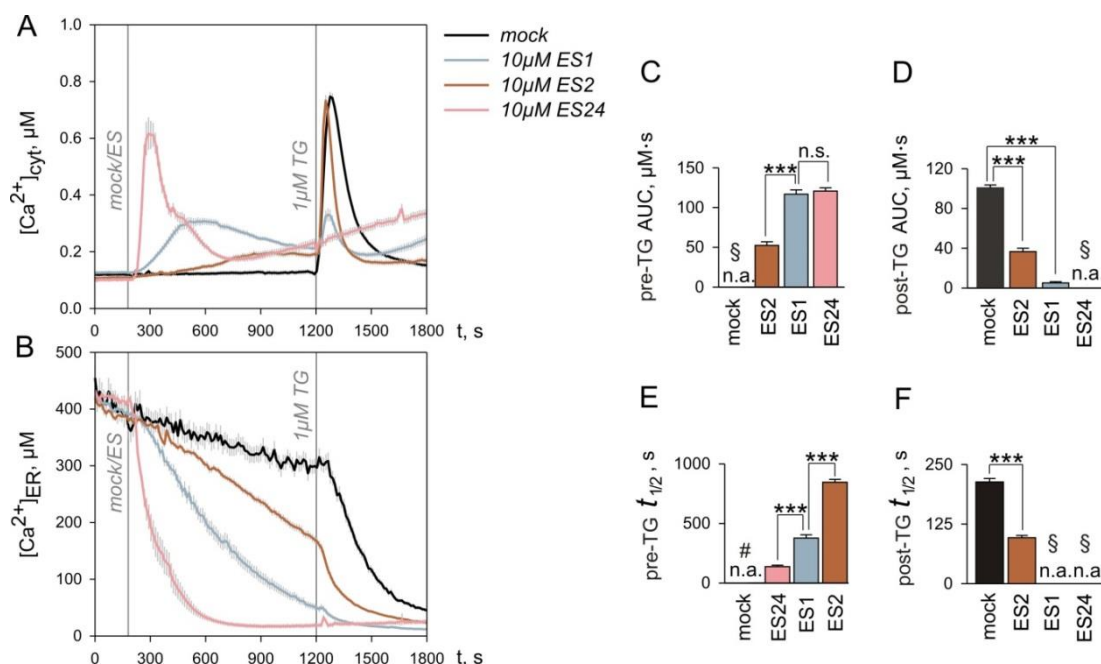 A
[Ca2+]cyt, µM
1.0
0.8
0.6
0.4
0.2
0.0
mock/ES
1µM TG
0 300 600 900 1200 1500 1800 t, s
mock
10µM ES1
10µM ES2
10µM ES24
B
[Ca2+]ER, µM
500
400
300
200
100
0
mock/ES
1µM TG
0 300 600 900 1200 1500 1800 t, s
C
pre-TG AUC, µM·s
150
100
50
0
§
n.a.
***
n.s.
mock ES2 ES1 ES24
D
post-TG AUC, µM·s
120
80
40
0
***
***
§
n.a.
mock ES2 ES1 ES24
E
pre-TG t1/2, s
1000
500
0
#
n.a.
***
***
mock ES24 ES1 ES2
F
post-TG t1/2, s
250
125
0
***
§ §
n.a. n.a.
mock ES2 ES1 ES24